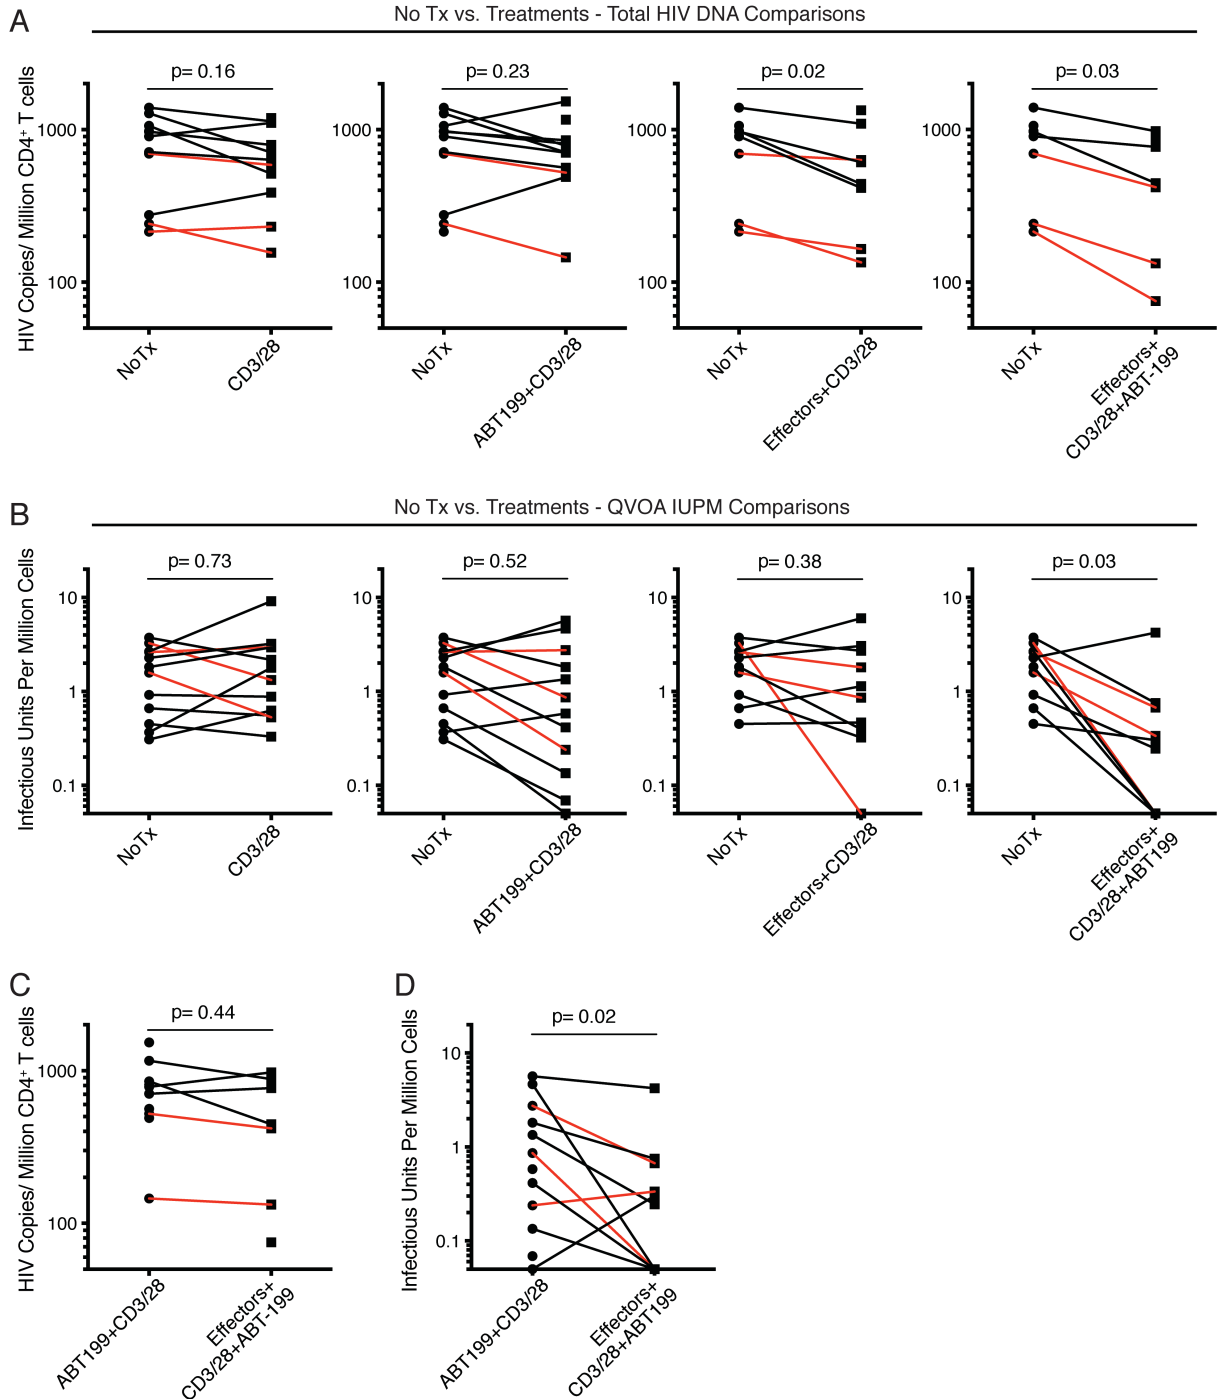 A
No Tx vs. Treatments - Total HIV DNA Comparisons
HIV Copies/ Million CD4⁺ T cells
p= 0.16
1000
100
NoTx
CD3/28
p= 0.23
1000
100
NoTx
ABT199+CD3/28
p= 0.02
1000
100
NoTx
Effectors+CD3/28
p= 0.03
1000
100
NoTx
Effectors+
CD3/28+ABT-199
B
No Tx vs. Treatments - QVOA IUPM Comparisons
Infectious Units Per Million Cells
p= 0.73
10
1
0.1
NoTx
CD3/28
p= 0.52
10
1
0.1
NoTx
ABT199+CD3/28
p= 0.38
10
1
0.1
NoTx
Effectors+CD3/28
p= 0.03
10
1
0.1
NoTx
Effectors+
CD3/28+ABT199
C
HIV Copies/ Million CD4⁺ T cells
p= 0.44
1000
100
ABT199+CD3/28
Effectors+
CD3/28+ABT-199
D
Infectious Units Per Million Cells
p= 0.02
10
1
0.1
ABT199+CD3/28
Effectors+
CD3/28+ABT199